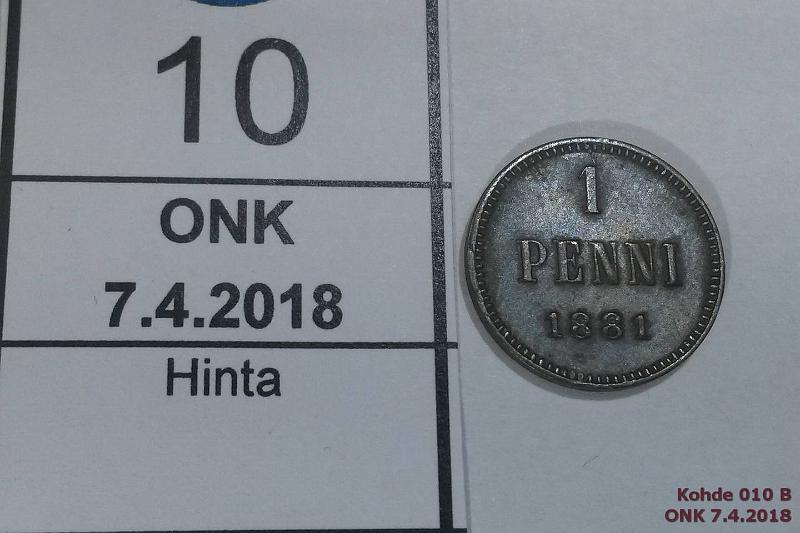 10
ONK
7.4.2018
Hinta
1
PENNI
1881
Kohde 010 B
ONK 7.4.2018